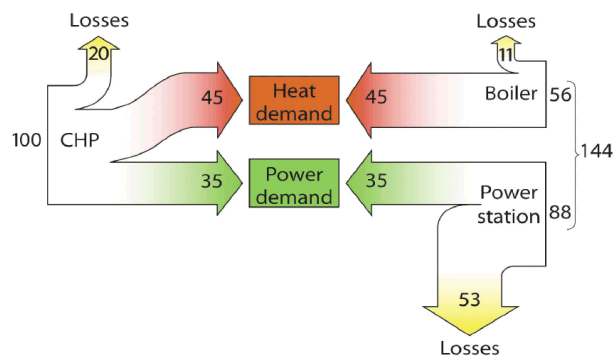 Losses
20
100
CHP
45
35
Heat
demand
Power
demand
45
35
Losses
11
Boiler
56
144
Power
station
88
53
Losses